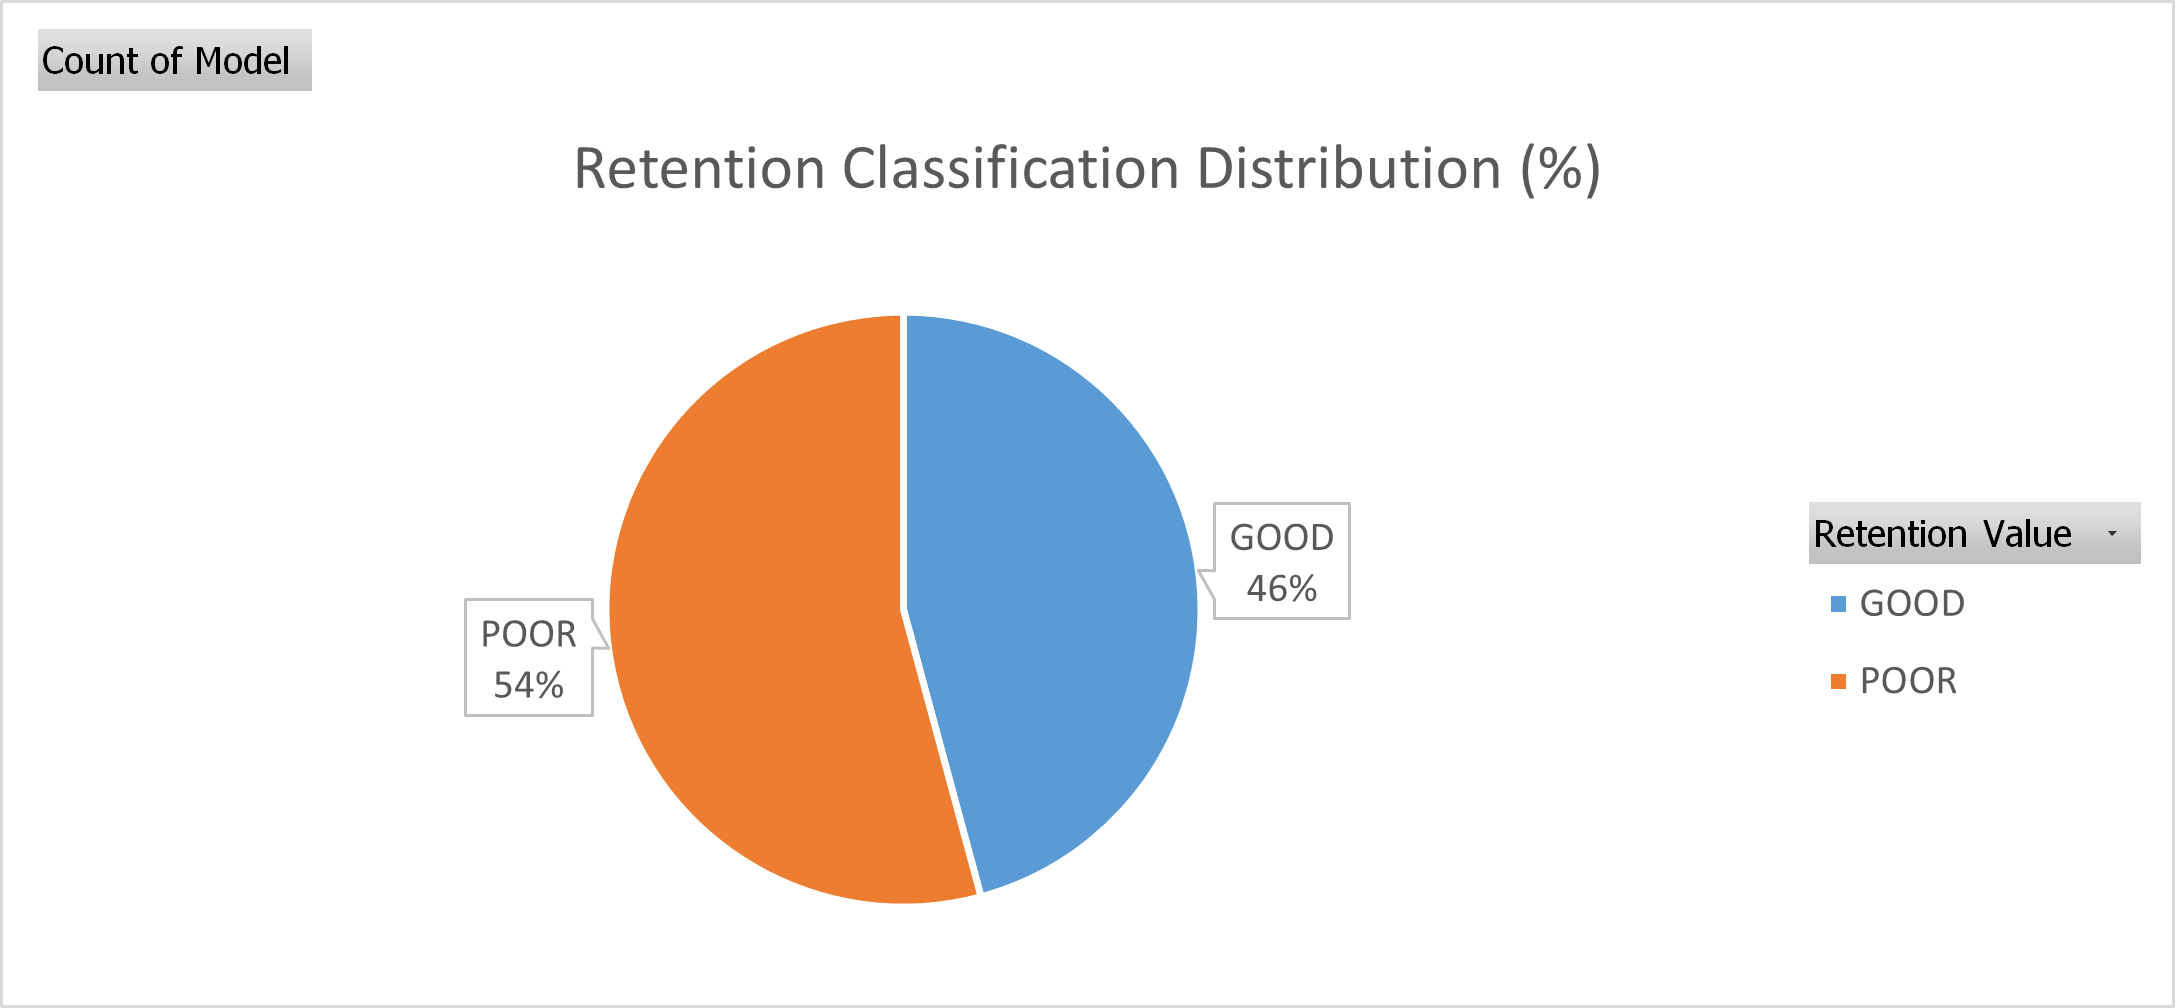 Count of Model
Retention Classification Distribution (%)
GOOD
46%
POOR
54%
Retention Value
GOOD
POOR